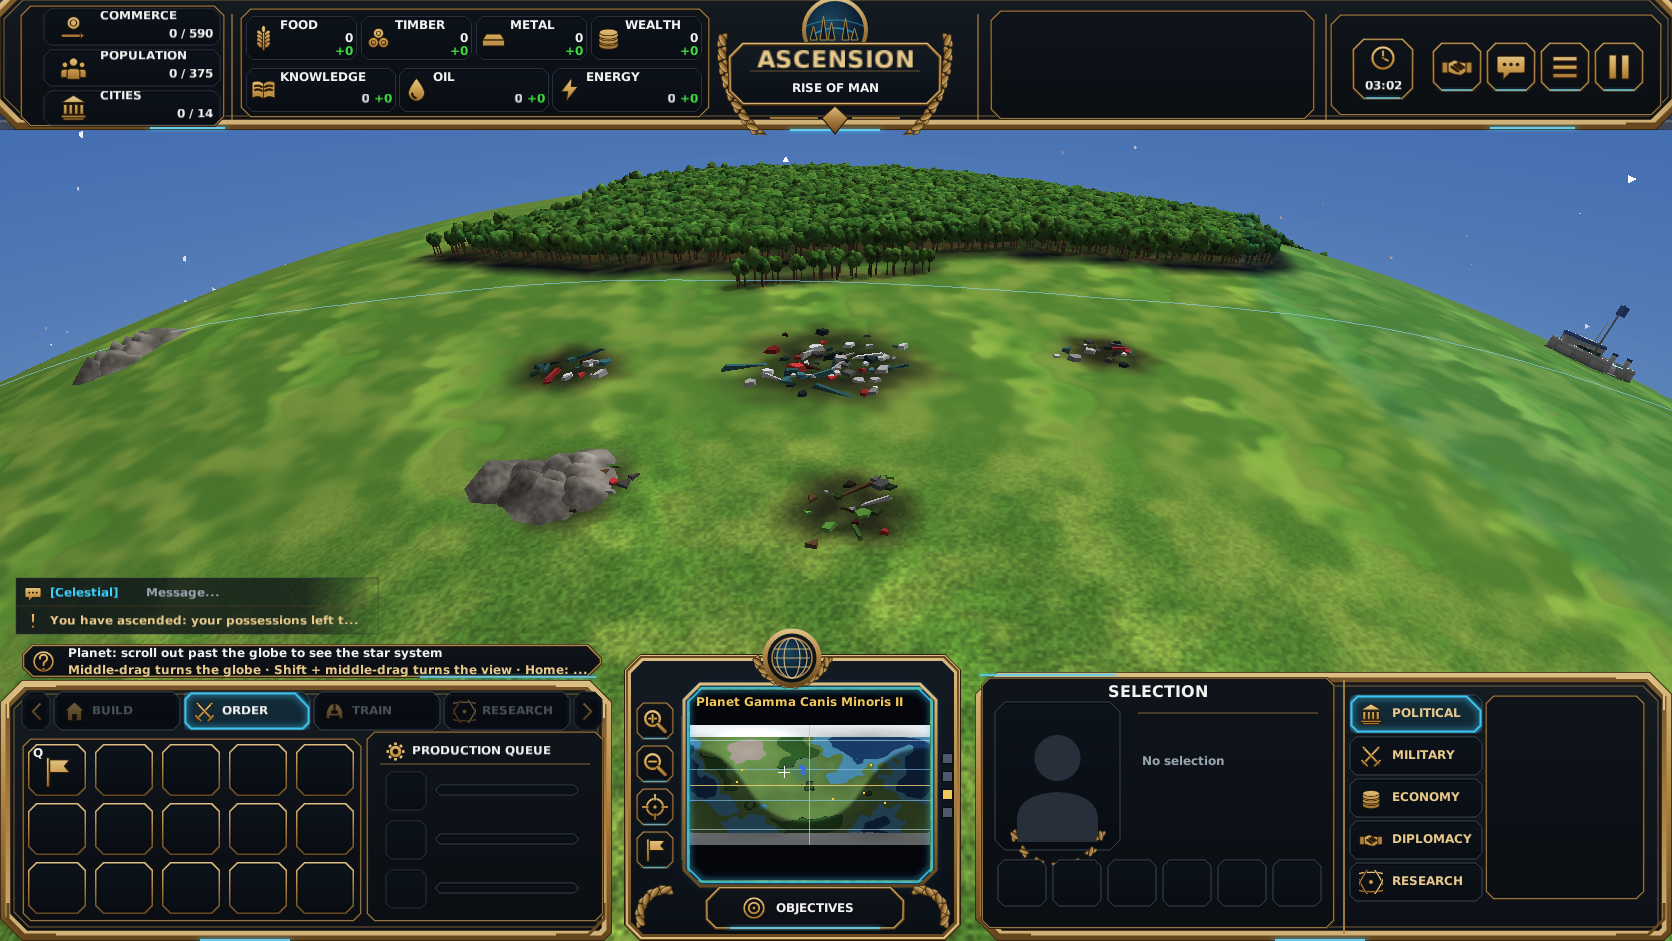 COMMERCE
0 / 590
POPULATION
0 / 375
CITIES
0 / 14
FOOD
0
+0
TIMBER
0
+0
METAL
0
+0
WEALTH
0
+0
KNOWLEDGE
0 +0
OIL
0 +0
ENERGY
0 +0
ASCENSION
RISE OF MAN
03:02
[Celestial] Message...
! You have ascended: your possessions left t...
Planet: scroll out past the globe to see the star system
Middle-drag turns the globe · Shift + middle-drag turns the view · Home: ...
BUILD
ORDER
TRAIN
RESEARCH
Q
PRODUCTION QUEUE
Planet Gamma Canis Minoris II
OBJECTIVES
SELECTION
No selection
POLITICAL
MILITARY
ECONOMY
DIPLOMACY
RESEARCH